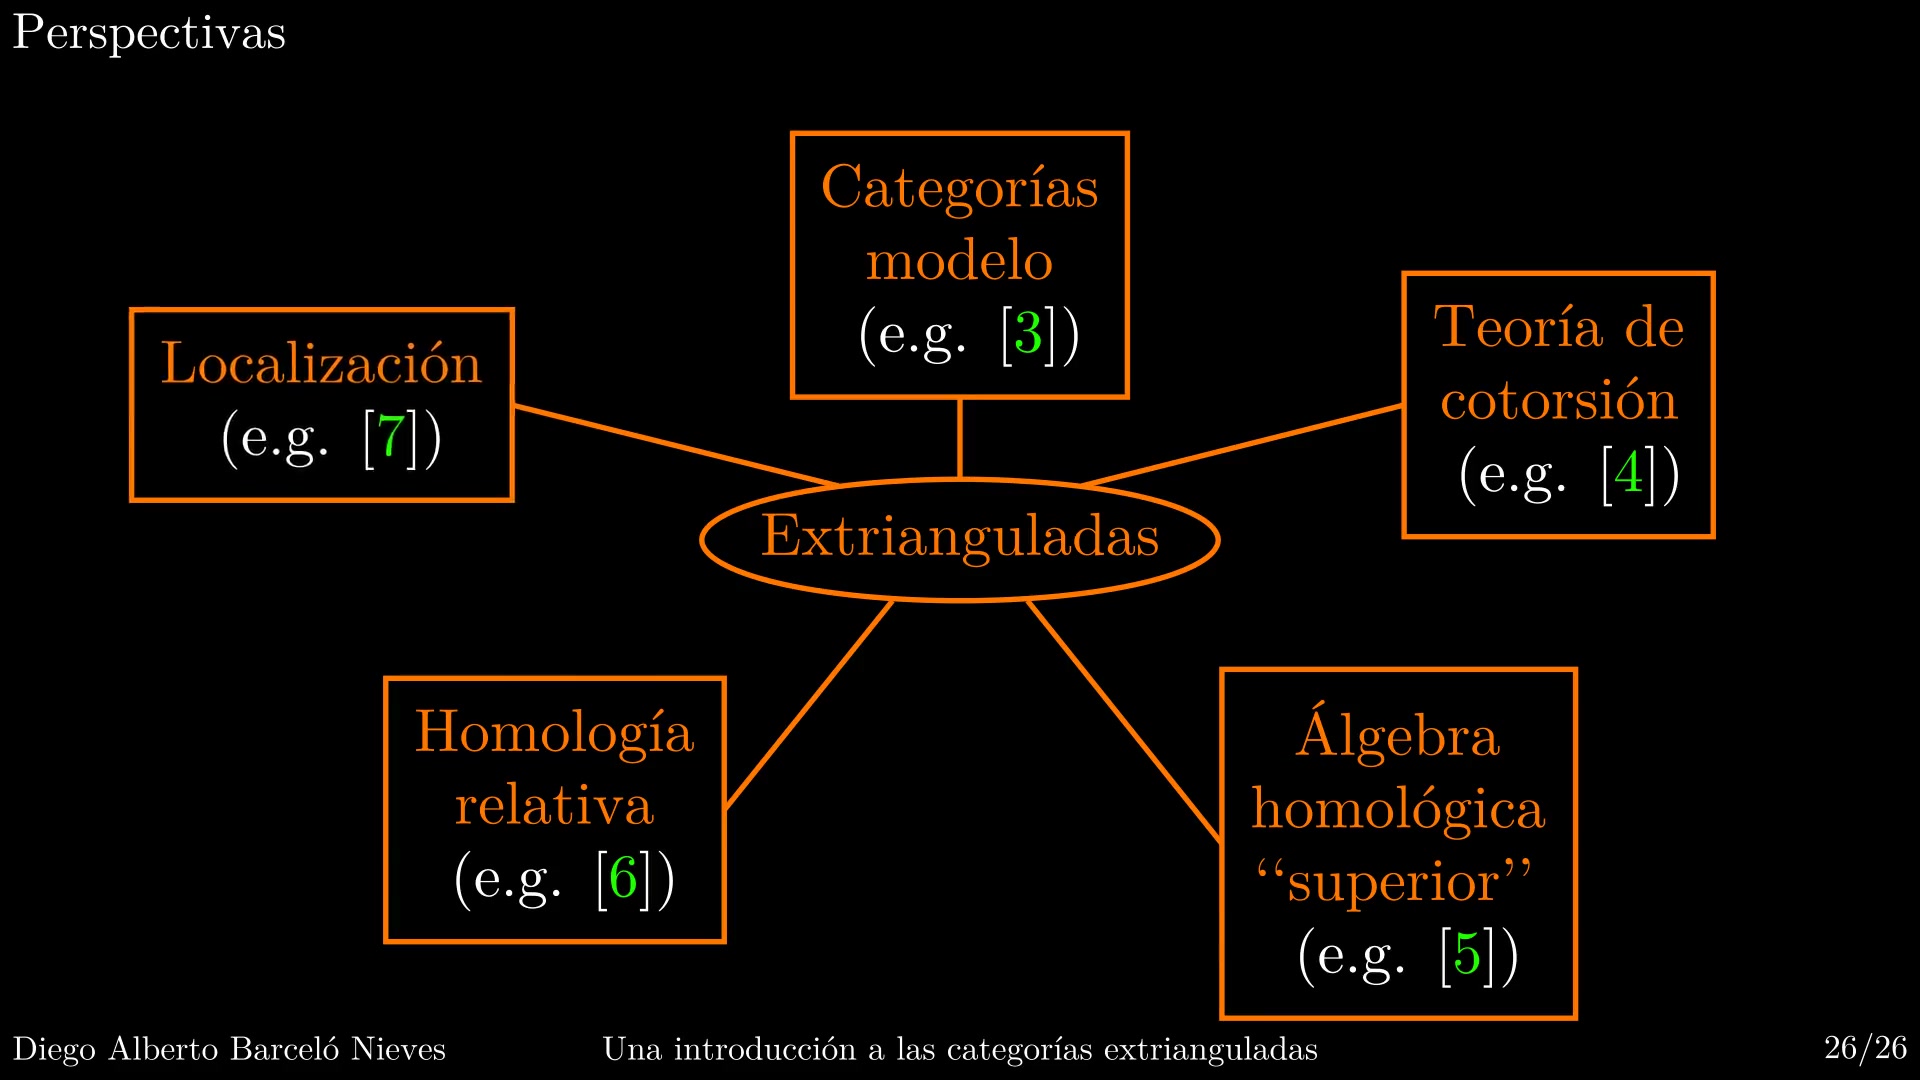 Perspectivas
Categorías
modelo
(e.g. [3])
Teoría de
cotorsión
(e.g. [4])
Localización
(e.g. [7])
Extrianguladas
Homología
relativa
(e.g. [6])
Álgebra
homológica
“superior”
(e.g. [5])
Diego Alberto Barceló Nieves
Una introducción a las categorías extrianguladas
26/26